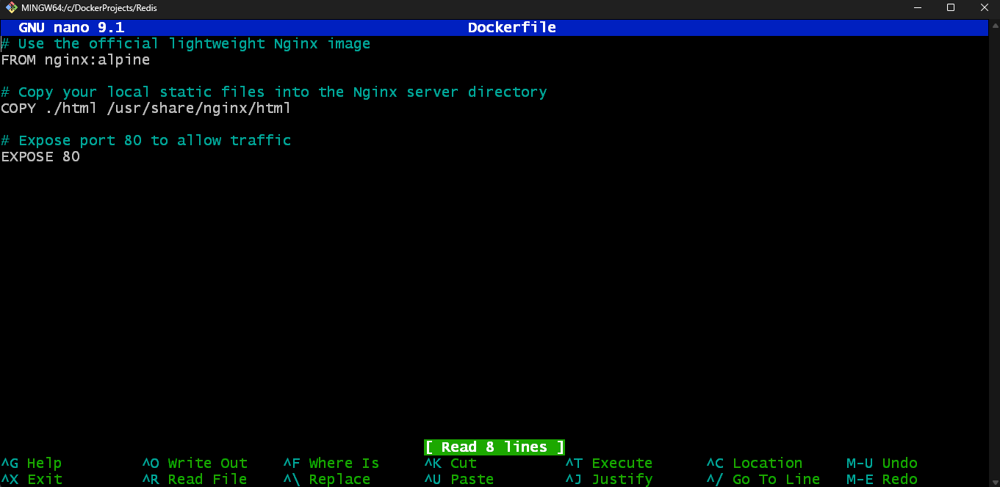 MINGW64:/c/DockerProjects/Redis
GNU nano 9.1 Dockerfile
# Use the official lightweight Nginx image
FROM nginx:alpine
# Copy your local static files into the Nginx server directory
COPY ./html /usr/share/nginx/html
# Expose port 80 to allow traffic
EXPOSE 80
[ Read 8 lines ]
^G Help ^O Write Out ^F Where Is ^K Cut ^T Execute ^C Location M-U Undo
^X Exit ^R Read File ^\ Replace ^U Paste ^J Justify ^/ Go To Line M-E Redo